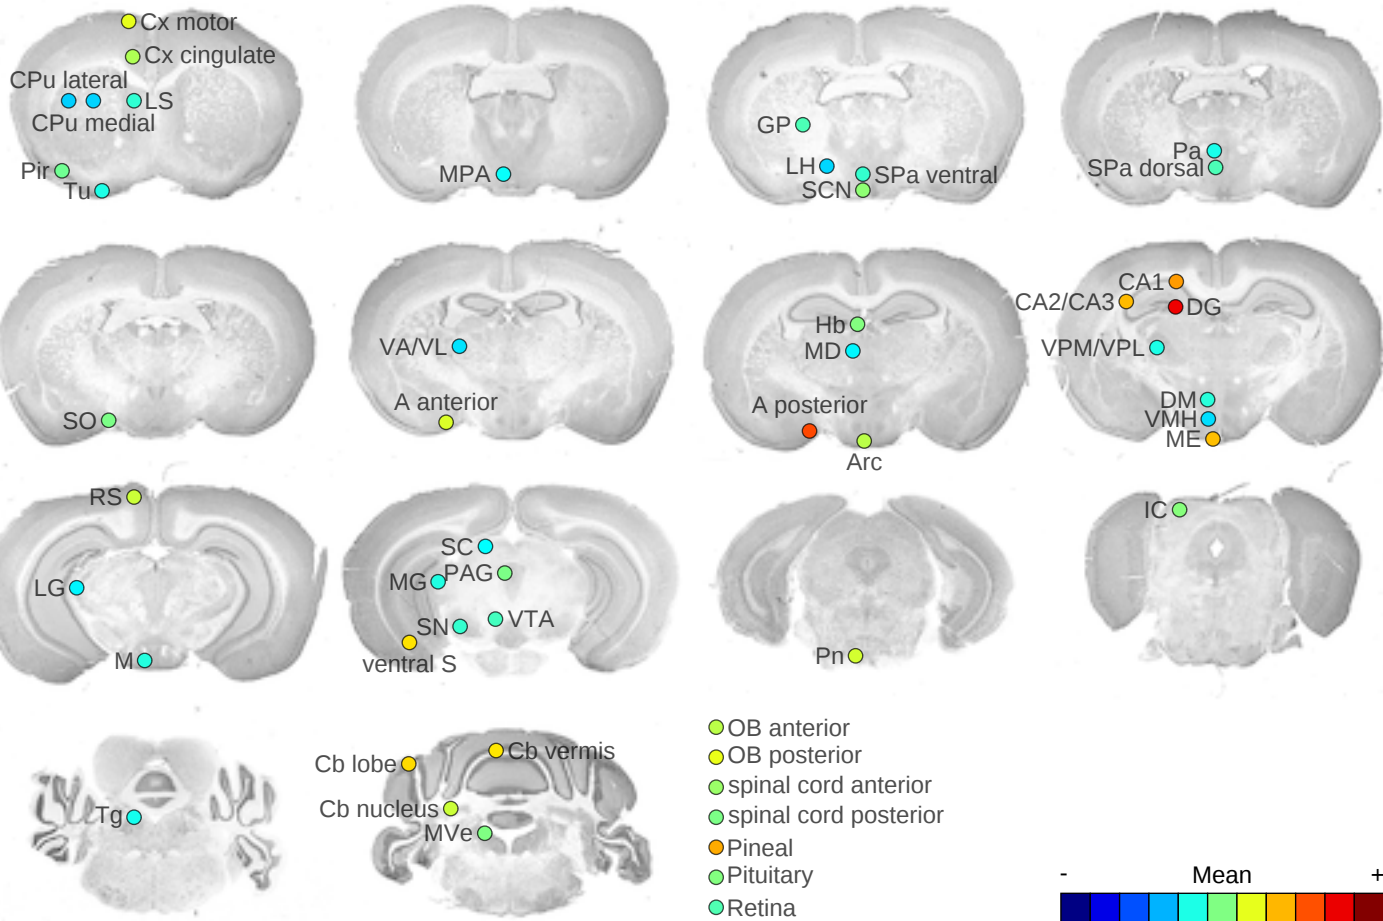 Cx motor
Cx cingulate
CPu lateral
LS
CPu medial
Pir
Tu
MPA
GP
LH
SPa ventral
SCN
Pa
SPa dorsal
SO
VA/VL
A anterior
Hb
MD
A posterior
Arc
CA1
CA2/CA3
DG
VPM/VPL
DM
VMH
ME
RS
LG
M
SC
PAG
MG
SN
VTA
ventral S
Pn
IC
Tg
Cb lobe
Cb vermis
Cb nucleus
MVe
OB anterior
OB posterior
spinal cord anterior
spinal cord posterior
Pineal
Pituitary
Retina
- Mean +